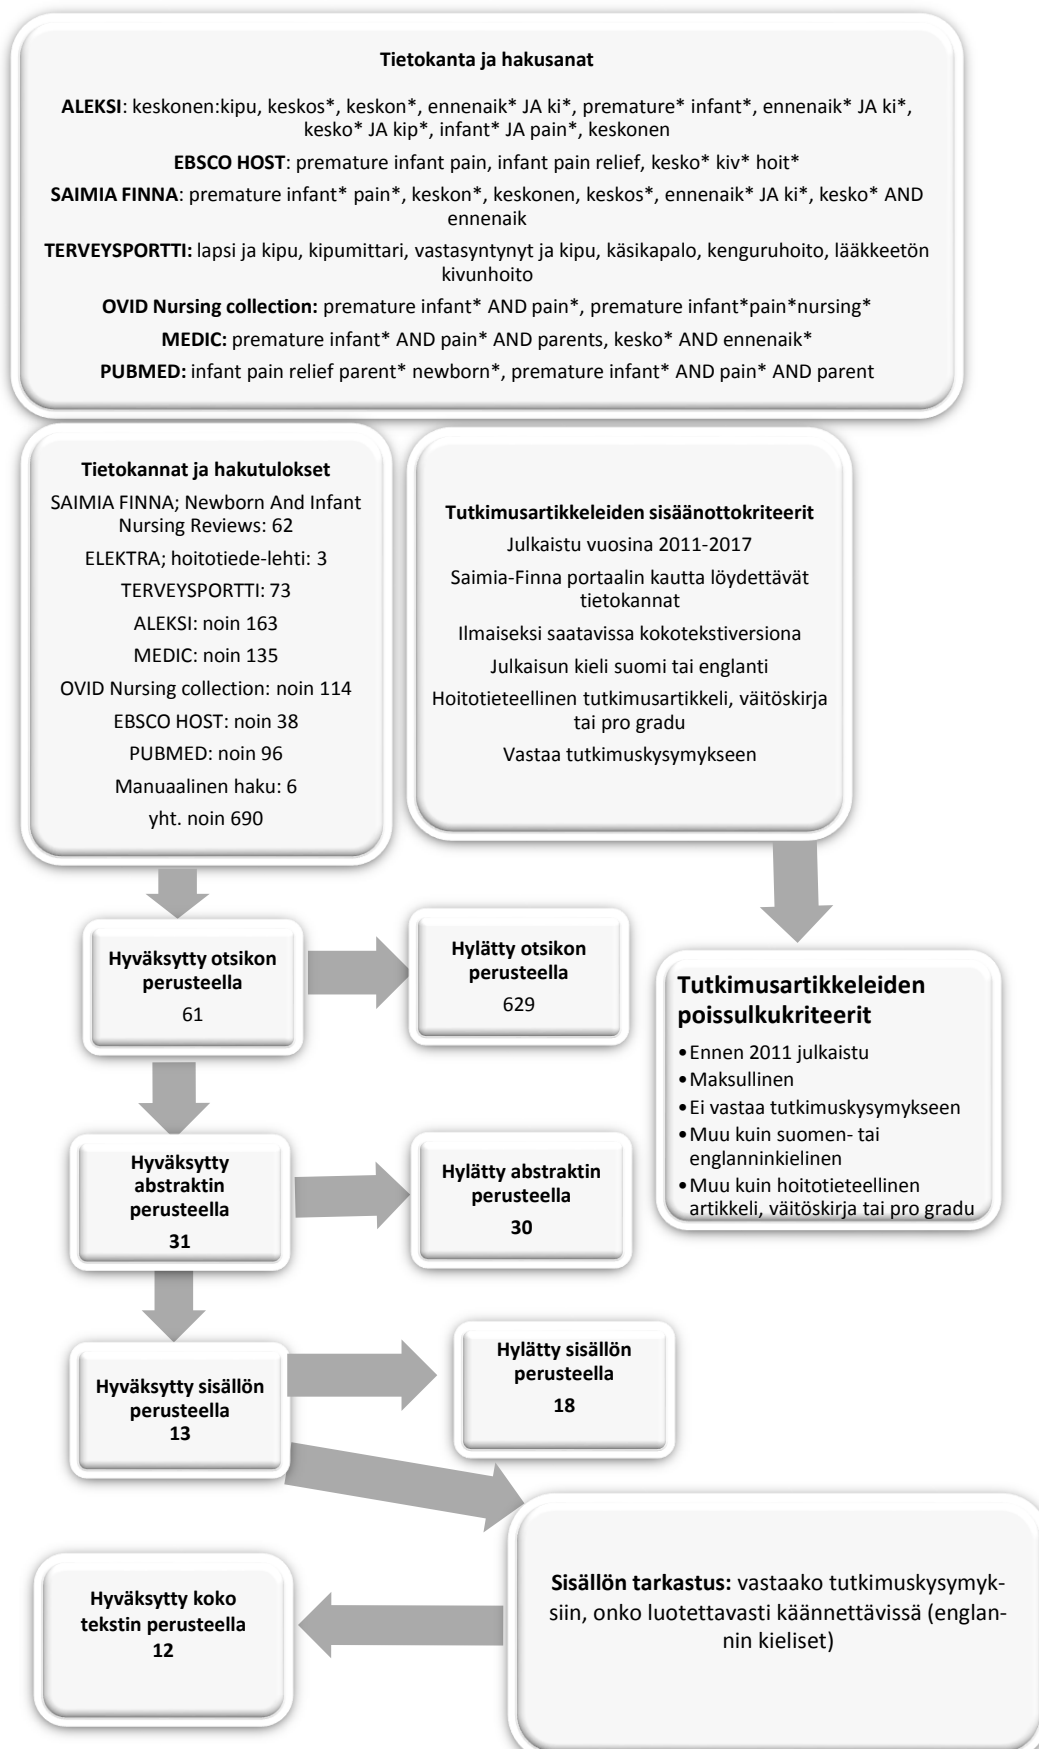 Tietokanta ja hakusanat
ALEKSI: keskonen:kipu, keskos*, keskon*, ennenaik* JA ki*, premature* infant*, ennenaik* JA ki*,
kesko* JA kip*, infant* JA pain*, keskonen
EBSCO HOST: premature infant pain, infant pain relief, kesko* kiv* hoit*
SAIMIA FINNA: premature infant* pain*, keskon*, keskonen, keskos*, ennenaik* JA ki*, kesko* AND
ennenaik
TERVEYSPORTTI: lapsi ja kipu, kipumittari, vastasyntynyt ja kipu, käsikapalo, kenguruhoito, lääkkeetön
kivunhoito
OVID Nursing collection: premature infant* AND pain*, premature infant*pain*nursing*
MEDIC: premature infant* AND pain* AND parents, kesko* AND ennenaik*
PUBMED: infant pain relief parent* newborn*, premature infant* AND pain* AND parent
Tietokannat ja hakutulokset
SAIMIA FINNA; Newborn And Infant
Nursing Reviews: 62
ELEKTRA; hoitotiede-lehti: 3
TERVEYSPORTTI: 73
ALEKSI: noin 163
MEDIC: noin 135
OVID Nursing collection: noin 114
EBSCO HOST: noin 38
PUBMED: noin 96
Manuaalinen haku: 6
yht. noin 690
Tutkimusartikkeleiden sisäänottokriteerit
Julkaistu vuosina 2011-2017
Saimia-Finna portaalin kautta löydettävät
tietokannat
Ilmaiseksi saatavissa kokotekstiversiona
Julkaisun kieli suomi tai englanti
Hoitotieteellinen tutkimusartikkeli, väitöskirja
tai pro gradu
Vastaa tutkimuskysymykseen
Hyväksytty otsikon
perusteella
61
Hylätty otsikon
perusteella
629
Tutkimusartikkeleiden
poissulkukriteerit
•Ennen 2011 julkaistu
•Maksullinen
•Ei vastaa tutkimuskysymykseen
•Muu kuin suomen- tai
englanninkielinen
•Muu kuin hoitotieteellinen
artikkeli, väitöskirja tai pro gradu
Hyväksytty
abstraktin
perusteella
31
Hylätty abstraktin
perusteella
30
Hyväksytty sisällön
perusteella
13
Hylätty sisällön
perusteella
18
Sisällön tarkastus: vastaako tutkimuskysymyk-
siin, onko luotettavasti käännettävissä (englan-
nin kieliset)
Hyväksytty koko
tekstin perusteella
12